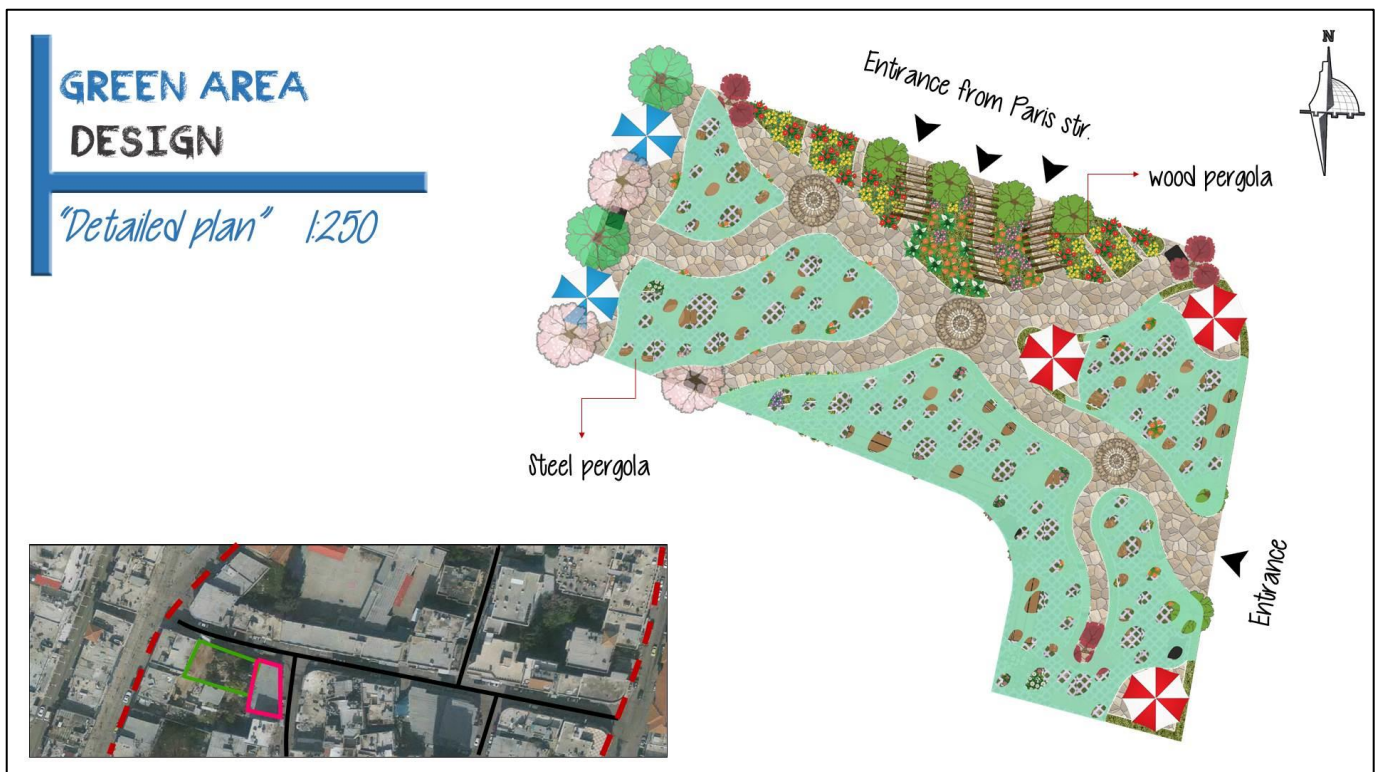 GREEN AREA
DESIGN
"Detailed plan" 1:250
N
Entrance from Paris str.
wood pergola
Steel pergola
Entrance